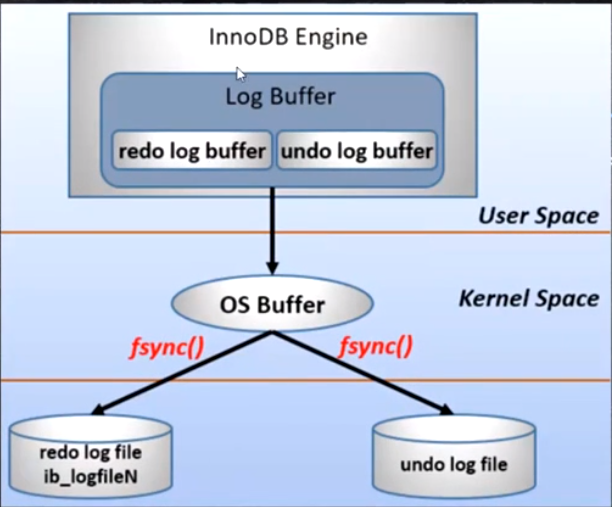 InnoDB Engine
Log Buffer
redo log buffer
undo log buffer
User Space
OS Buffer
Kernel Space
fsync()
fsync()
redo log file
ib_logfileN
undo log file